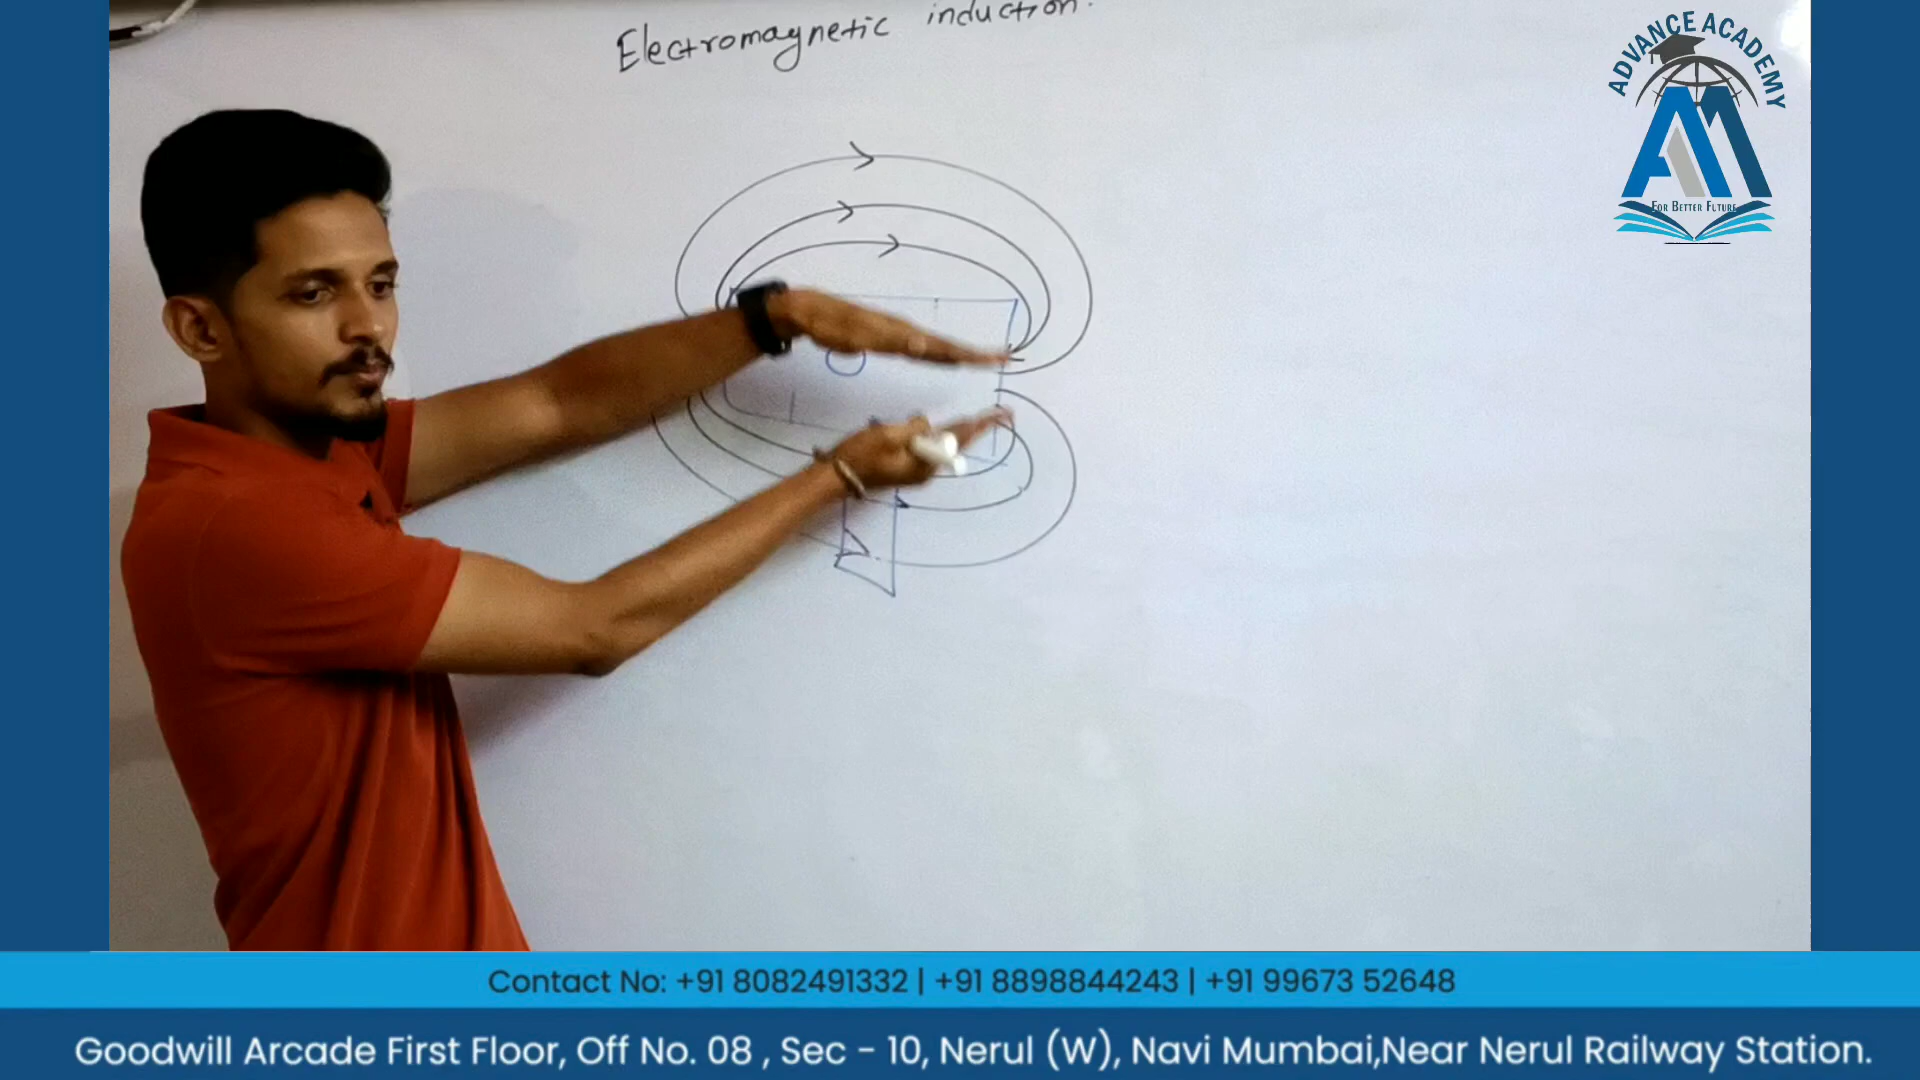 Electromagnetic induction.
ADVANCE ACADEMY
FOR BETTER FUTURE
Contact No: +91 8082491332 | +91 8898844243 | +91 99673 52648
Goodwill Arcade First Floor, Off No. 08 , Sec - 10, Nerul (W), Navi Mumbai,Near Nerul Railway Station.